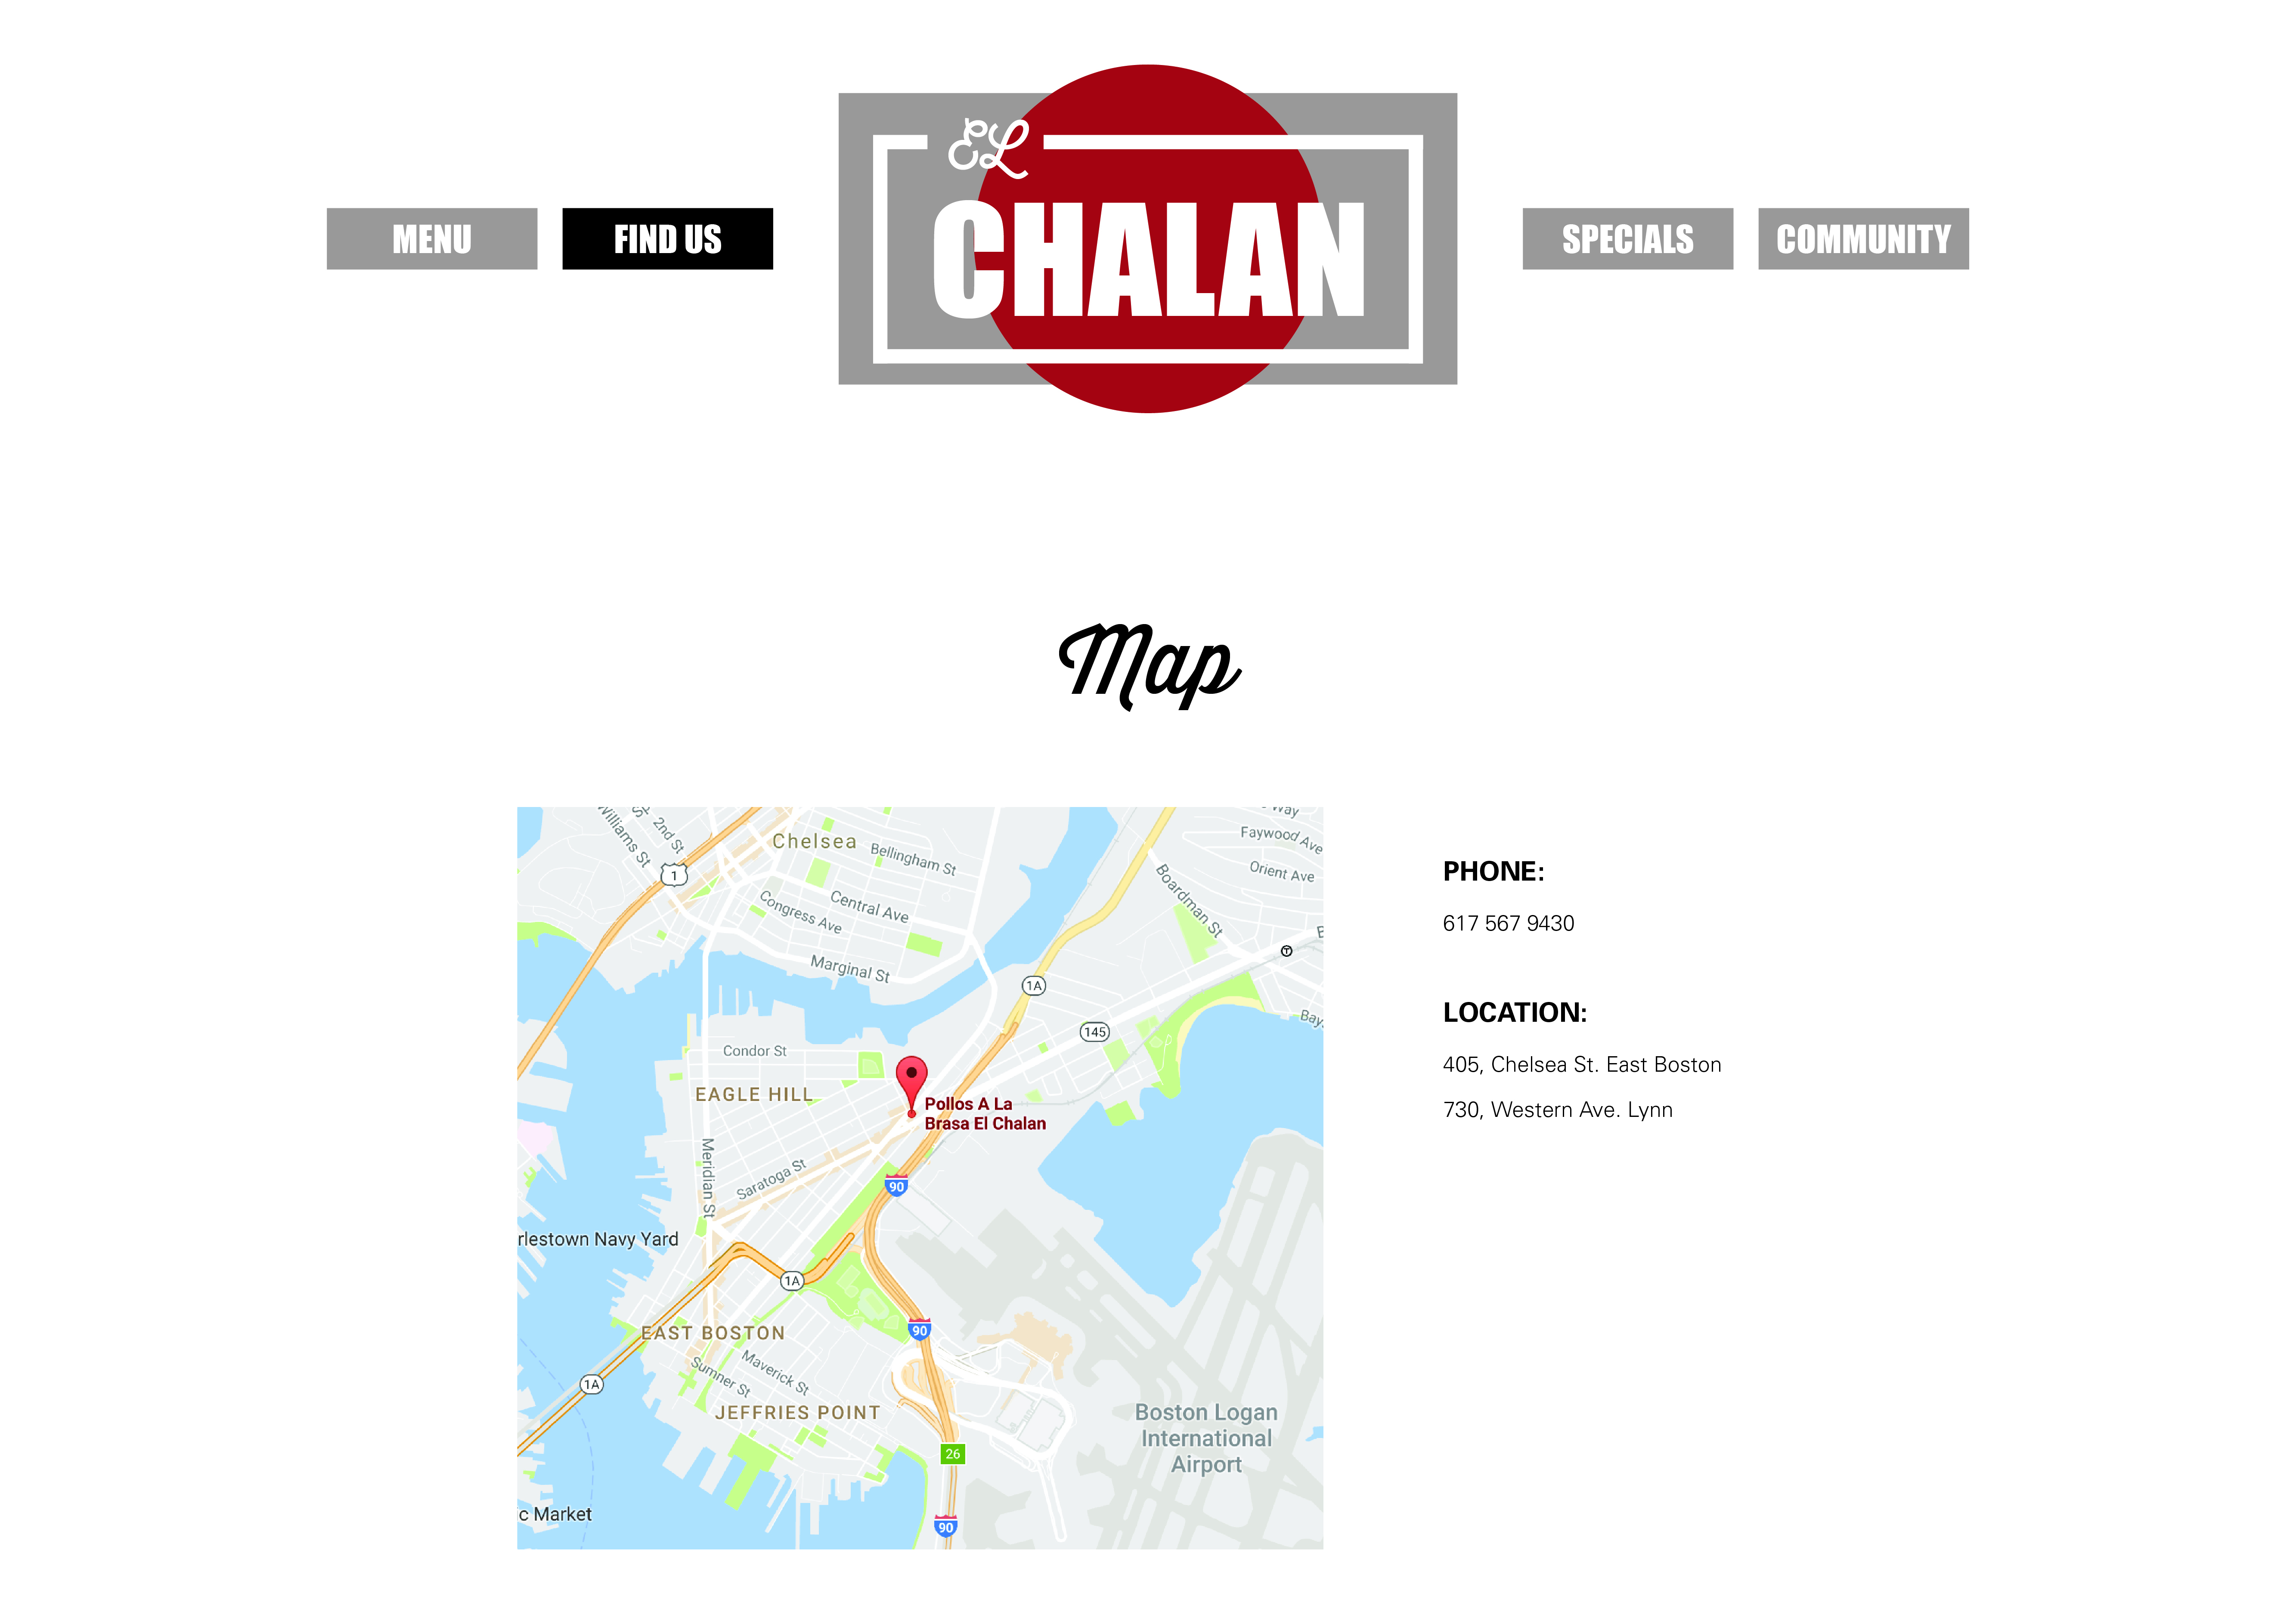 EL
CHALAN
MENU
FIND US
SPECIALS
COMMUNITY
Map
Williams St
St
2nd St
Chelsea
Bellingham St
1
Central Ave
Congress Ave
Marginal St
Way
Faywood Ave
Orient Ave
Boardman St
1A
145
Condor St
EAGLE HILL
Pollos A La
Brasa El Chalan
Meridian St
Saratoga St
90
rlestown Navy Yard
1A
EAST BOSTON
90
Maverick St
Sumner St
1A
JEFFRIES POINT
Boston Logan
International
Airport
26
c Market
90
PHONE:
617 567 9430
LOCATION:
405, Chelsea St. East Boston
730, Western Ave. Lynn